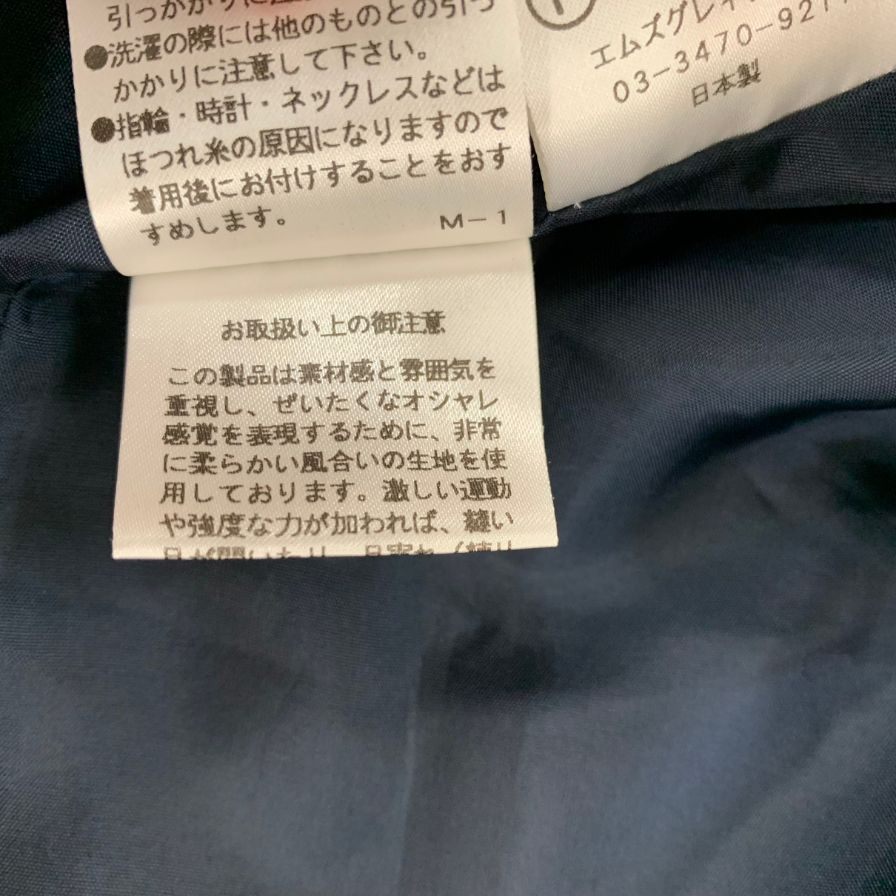 引っかかりに注意
●洗濯の際には他のものとの引っ
かかりに注意して下さい。
●指輪・時計・ネックレスなどは
ほつれ糸の原因になりますので
着用後にお付けすることをおす
すめします。
M-1
エムズグレイ
03-3470-921
日本製
お取扱い上の御注意
この製品は素材感と雰囲気を
重視し、ぜいたくなオシャレ
感覚を表現するために、非常
に柔らかい風合いの生地を使
用しております。激しい運動
や強度な力が加われば、縫い